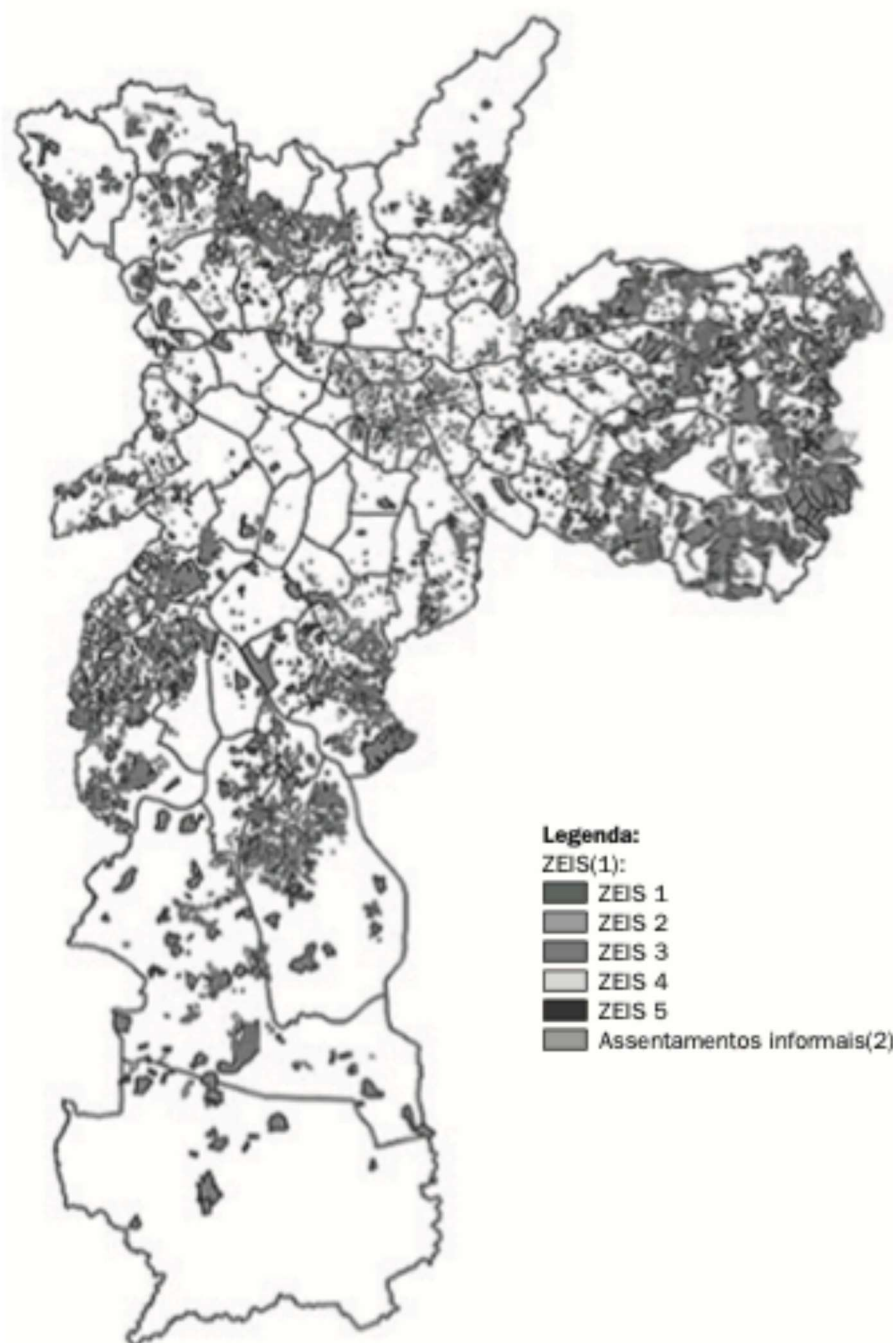 Legenda:
ZEIS(1):
ZEIS 1
ZEIS 2
ZEIS 3
ZEIS 4
ZEIS 5
Assentamentos informais(2)